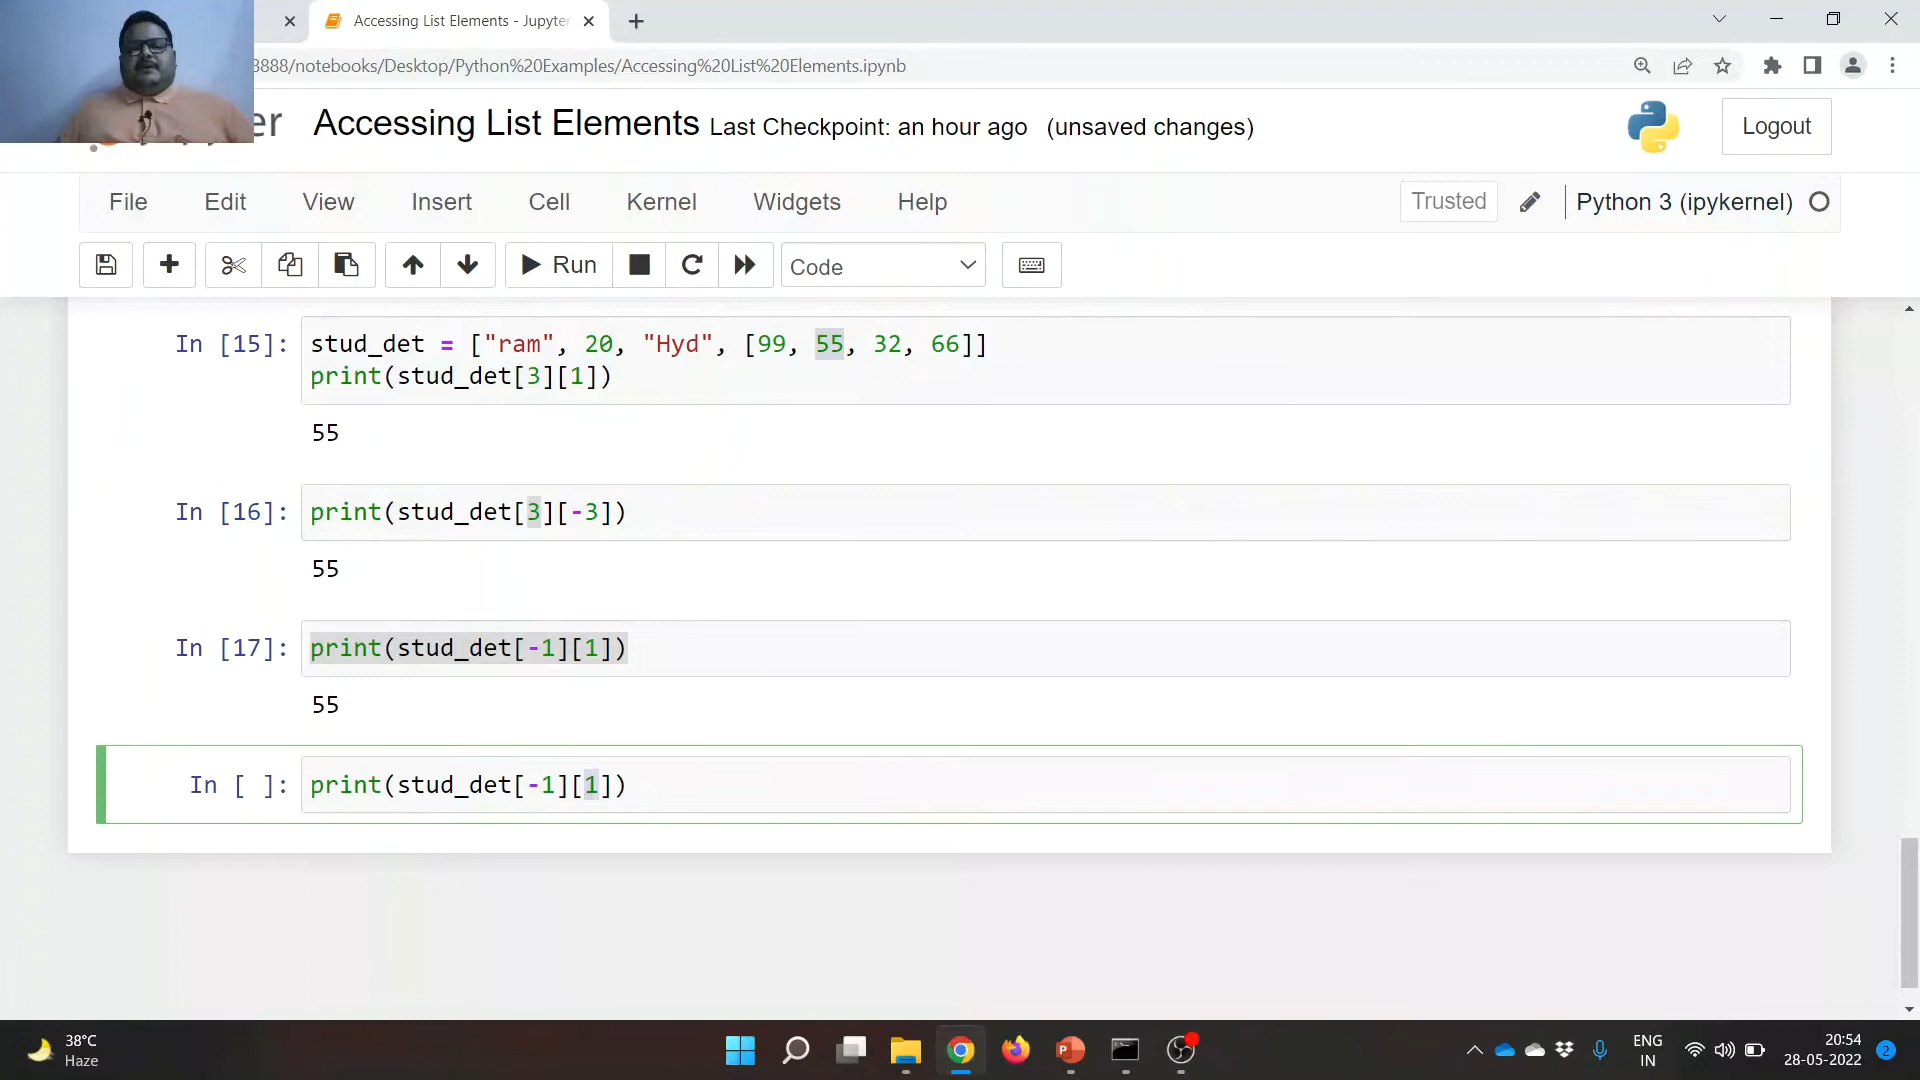 Accessing List Elements - Jupyter
8888/notebooks/Desktop/Python%20Examples/Accessing%20List%20Elements.ipynb
er Accessing List Elements Last Checkpoint: an hour ago (unsaved changes)
Logout
File Edit View Insert Cell Kernel Widgets Help
Trusted Python 3 (ipykernel)
Run Code
In [15]: stud_det = ["ram", 20, "Hyd", [99, 55, 32, 66]]
print(stud_det[3][1])
55
In [16]: print(stud_det[3][-3])
55
In [17]: print(stud_det[-1][1])
55
In [ ]: print(stud_det[-1][1])
38°C
Haze
ENG
IN
20:54
28-05-2022
2